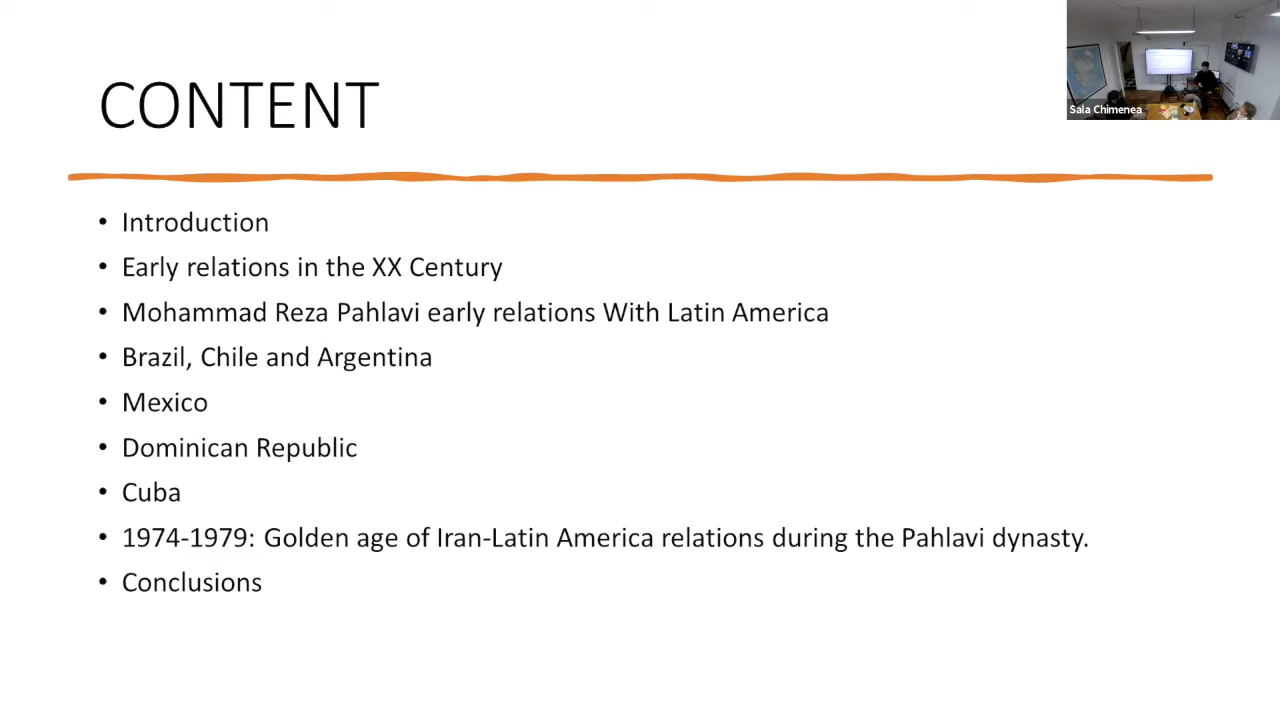 CONTENT
Sala Chimenea
• Introduction
• Early relations in the XX Century
• Mohammad Reza Pahlavi early relations With Latin America
• Brazil, Chile and Argentina
• Mexico
• Dominican Republic
• Cuba
• 1974-1979: Golden age of Iran-Latin America relations during the Pahlavi dynasty.
• Conclusions